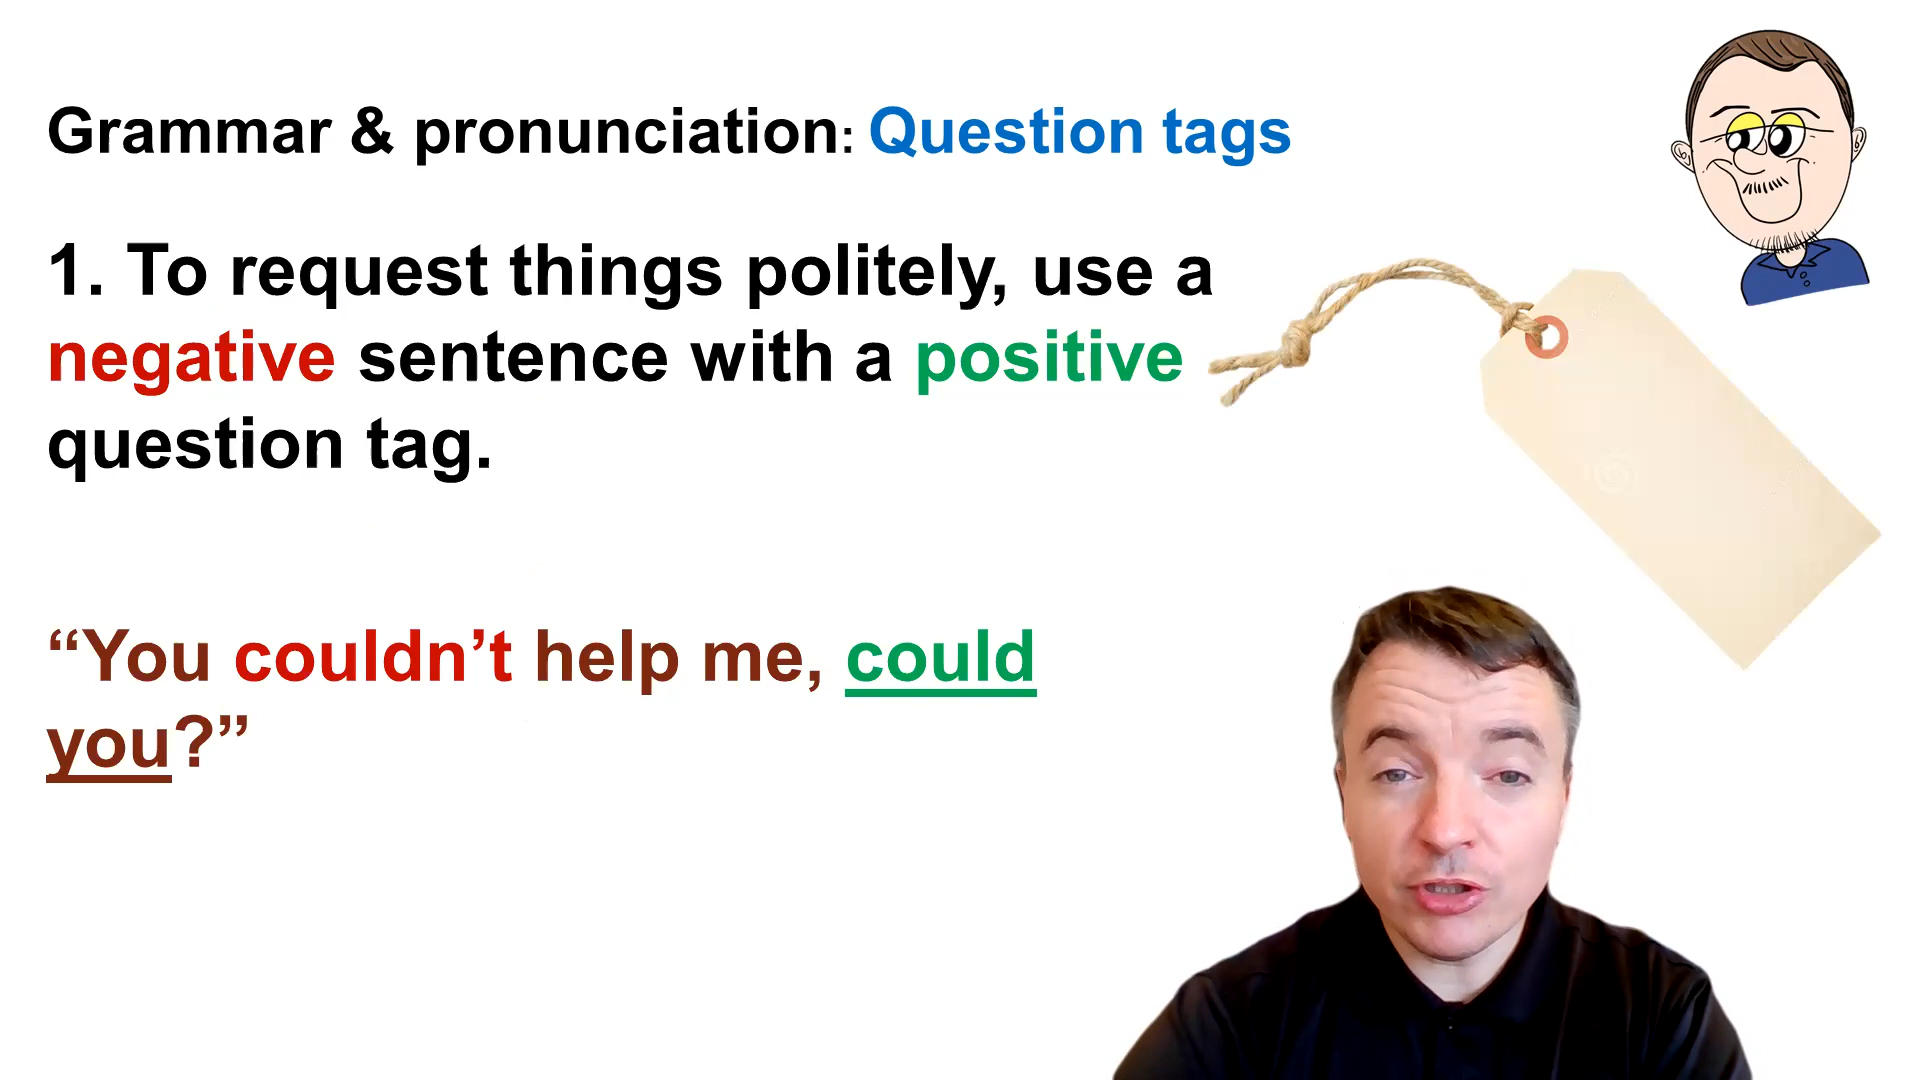 Grammar & pronunciation: Question tags
1. To request things politely, use a
negative sentence with a positive
question tag.
“You couldn’t help me, could
you?”